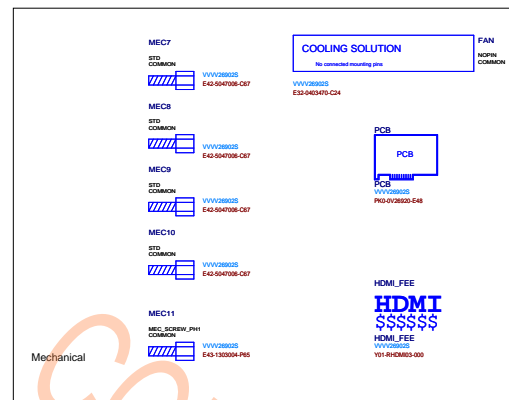 MEC7
STD
COMMON
VVVV26902S
E42-5047006-C67
COOLING SOLUTION
No connected mounting pins
FAN
NOPIN
COMMON
VVVV26902S
E32-0403470-C24
MEC8
STD
COMMON
VVVV26902S
E42-5047006-C67
PCB
PCB
PCB
VVVV26902S
PK0-0V26920-E48
MEC9
STD
COMMON
VVVV26902S
E42-5047006-C67
MEC10
STD
COMMON
VVVV26902S
E42-5047006-C67
HDMI_FEE
HDMI
$$$$$$
HDMI_FEE
VVVV26902S
Y01-RHDMI03-000
MEC11
MEC_SCREW_PH1
COMMON
VVVV26902S
E43-1303004-P65
Mechanical